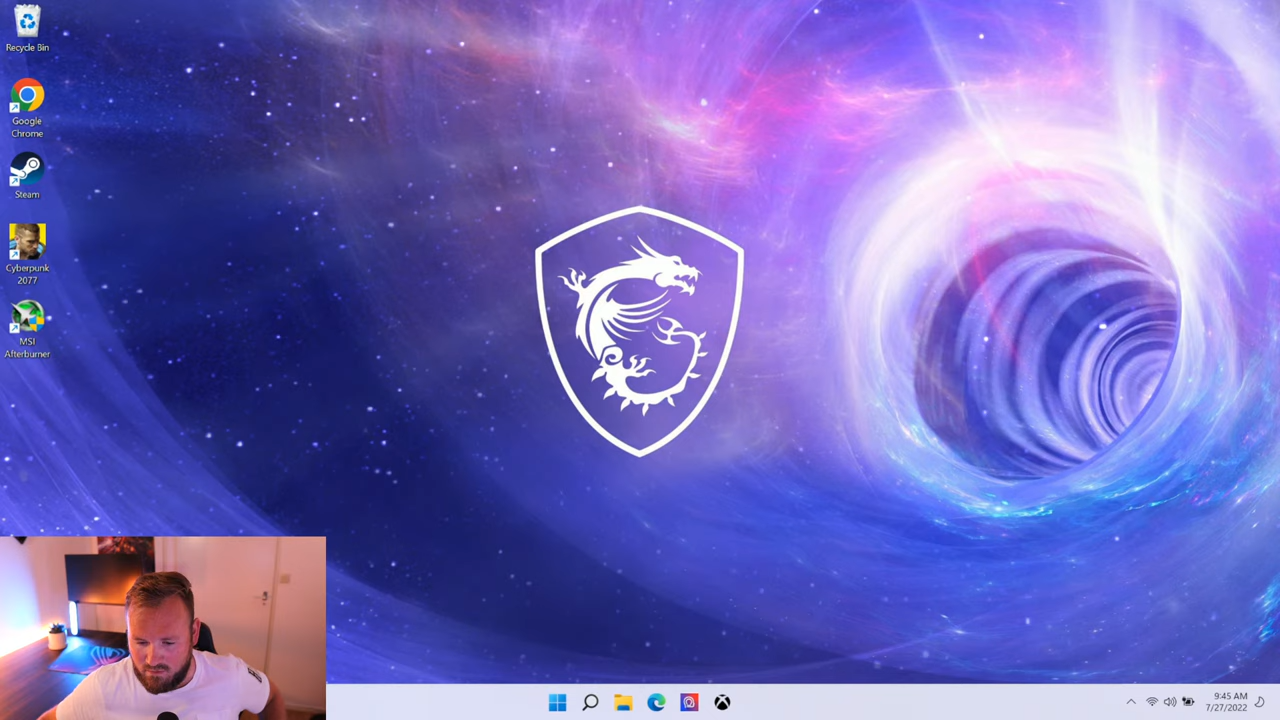 Recycle Bin
Google
Chrome
Steam
Cyberpunk
2077
MSI
Afterburner
9:45 AM
7/27/2022